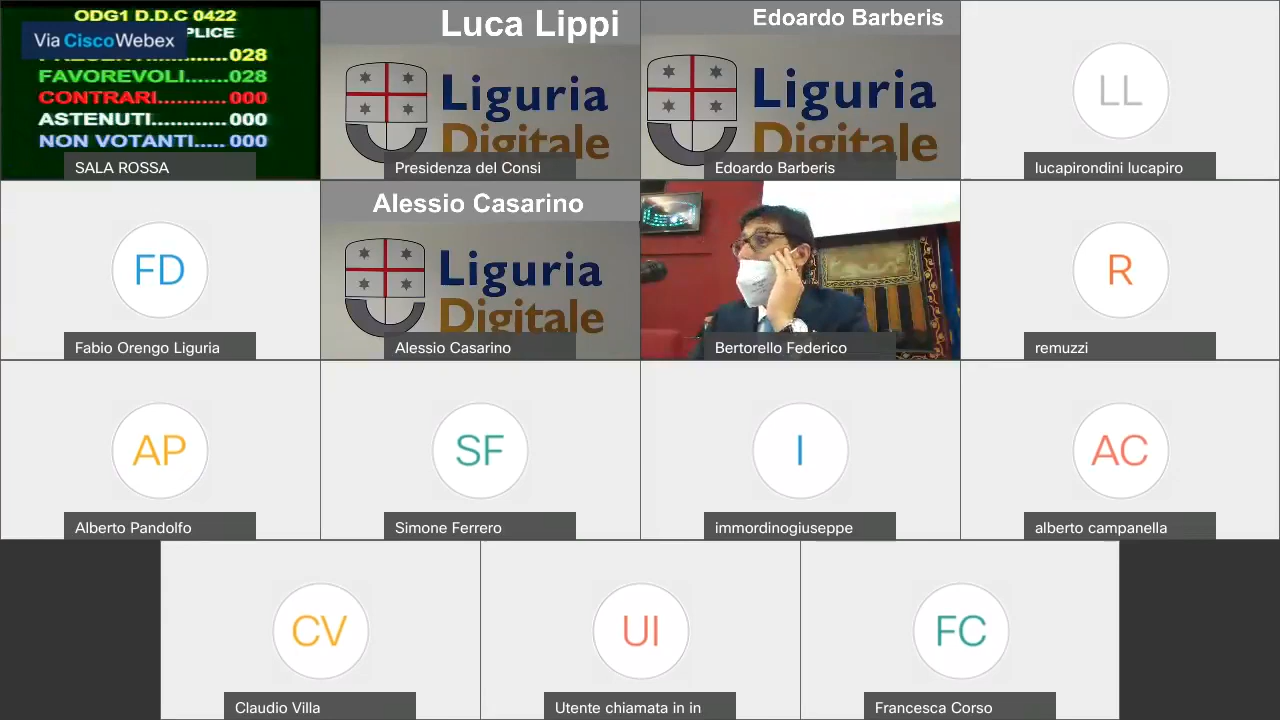 ODG1 D.D.C 0422
PLICE
Via CiscoWebex
028
FAVOREVOLI.......028
CONTRARI...........000
ASTENUTI............000
NON VOTANTI..... 000
SALA ROSSA
Luca Lippi
Liguria
Digitale
Presidenza del Consi
Edoardo Barberis
Liguria
Digitale
Edoardo Barberis
LL
lucapirondini lucapiro
FD
Fabio Orengo Liguria
Alessio Casarino
Liguria
Digitale
Alessio Casarino
Bertorello Federico
R
remuzzi
AP
Alberto Pandolfo
SF
Simone Ferrero
I
immordinogiuseppe
AC
alberto campanella
CV
Claudio Villa
UI
Utente chiamata in in
FC
Francesca Corso